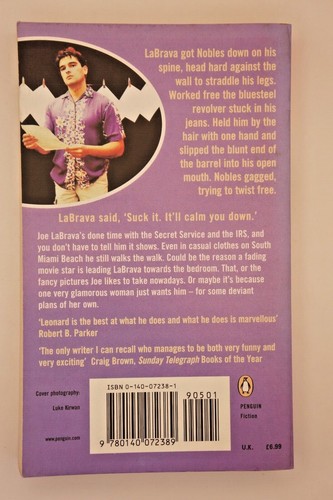 LaBrava got Nobles down on his
spine, head hard against the
wall to straddle his legs.
Worked free the bluesteel
revolver stuck in his
jeans. Held him by the
hair with one hand and
slipped the blunt end of
the barrel into his open
mouth. Nobles gagged,
trying to twist free.
LaBrava said, 'Suck it. It'll calm you down.'
Joe LaBrava's done time with the Secret Service and the IRS, and
you don't have to tell him it shows. Even in casual clothes on South
Miami Beach he still walks the walk. Could be the reason a fading
movie star is leading LaBrava towards the bedroom. That, or the
fancy pictures Joe likes to take nowadays. Or maybe it's because
one very glamorous woman just wants him – for some deviant
plans of her own.
'Leonard is the best at what he does and what he does is marvellous'
Robert B. Parker
'The only writer I can recall who manages to be both very funny and
very exciting' Craig Brown, Sunday Telegraph Books of the Year
Cover photography:
Luke Kirwan
www.penguin.com
ISBN 0-140-07238-1
90501
9 780140 072389
PENGUIN
Fiction
U.K. £6.99